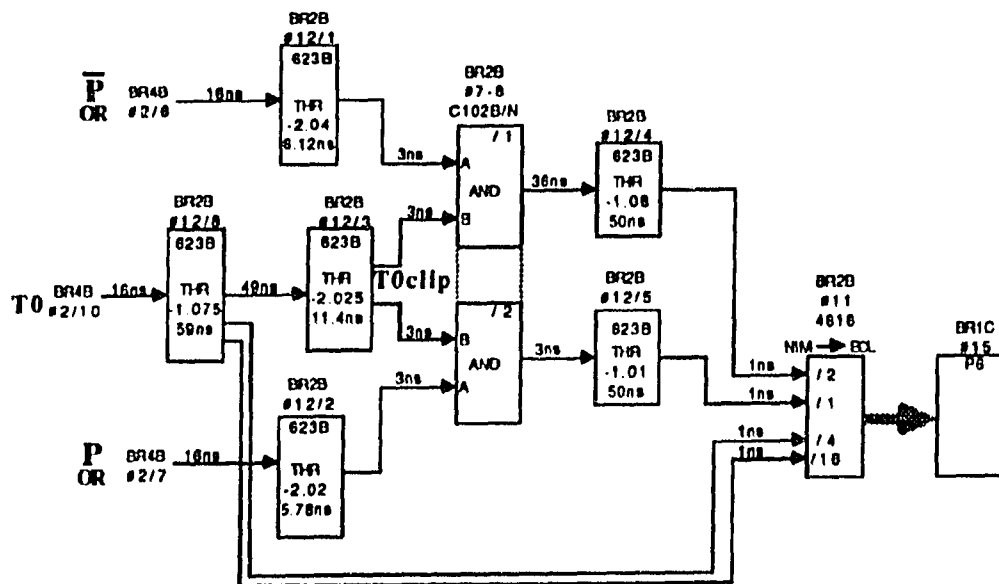 BR2B
#12/1
623B
THR
-2.04
6.12ns
P
OR
BR4B
#2/6
16ns
3ns
BR2B
#7-8
C102B/N
/ 1
A
AND
B
36ns
BR2B
#12/4
623B
THR
-1.06
50ns
BR2B
#12/8
623B
THR
-1.075
59ns
T0
BR4B
#2/10
16ns
49ns
BR2B
#12/3
623B
THR
-2.025
11.4ns
T0clip
3ns
3ns
/ 2
B
AND
A
3ns
3ns
BR2B
#12/5
623B
THR
-1.01
50ns
BR2B
#11
4616
NIM
ECL
1ns
/ 2
1ns
/ 1
1ns
/ 4
1ns
/ 16
BR1C
#15
P6
P
OR
BR4B
#2/7
16ns
BR2B
#12/2
623B
THR
-2.02
5.78ns